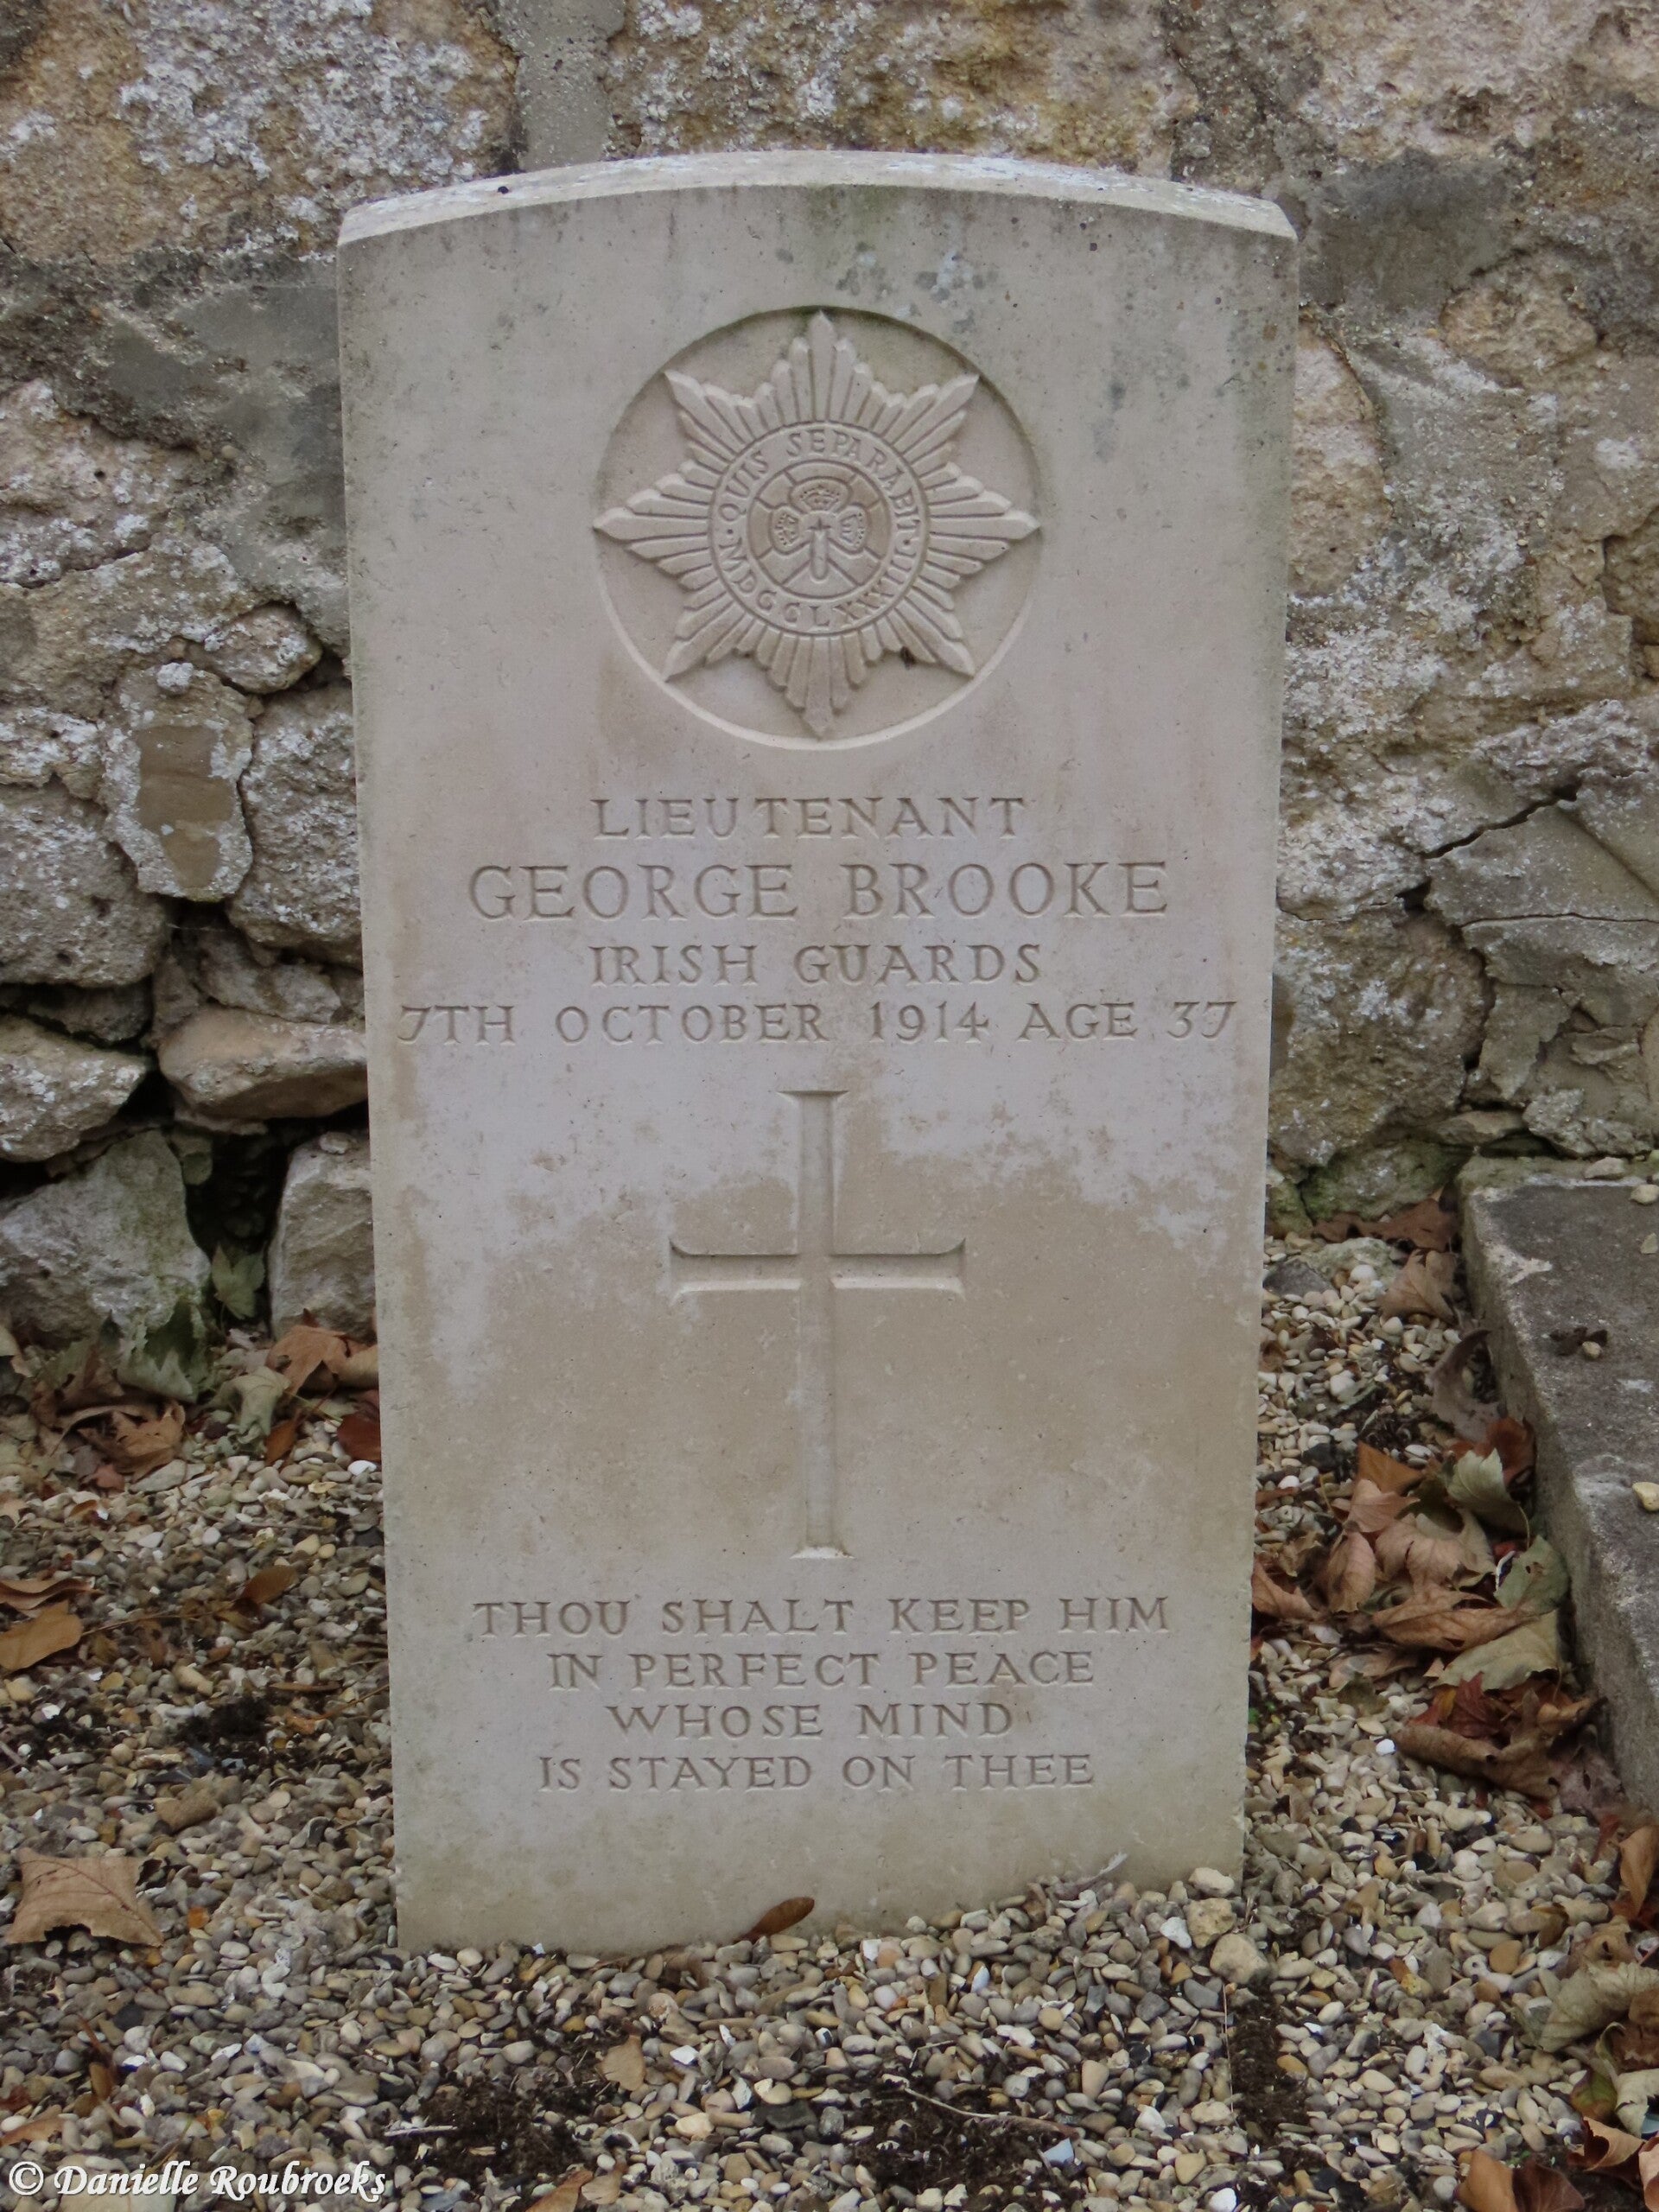 QUIS SEPARABIT
MDCCLXXXIII
LIEUTENANT
GEORGE BROOKE
IRISH GUARDS
7TH OCTOBER 1914 AGE 37
THOU SHALT KEEP HIM
IN PERFECT PEACE
WHOSE MIND
IS STAYED ON THEE
© Danielle Roubroeks